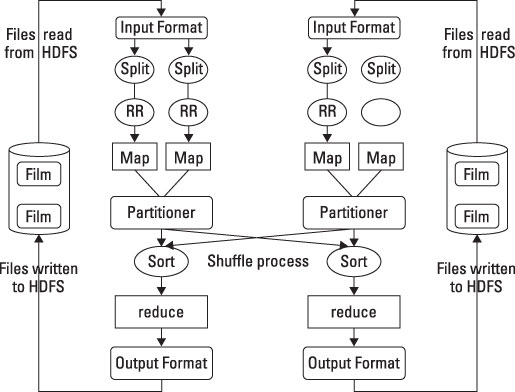 Files read
from HDFS
Input Format
Split
Split
RR
RR
Map
Map
Film
Film
Partitioner
Sort
Files written
to HDFS
reduce
Output Format
Shuffle process
Input Format
Split
Split
RR
Map
Map
Partitioner
Sort
reduce
Output Format
Files read
from HDFS
Film
Film
Files written
to HDFS